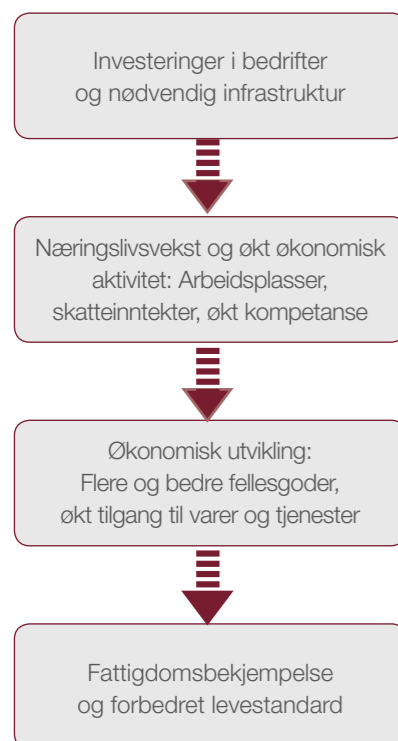 Investeringer i bedrifter
og nødvendig infrastruktur
Næringslivsvekst og økt økonomisk
aktivitet: Arbeidsplasser,
skatteinntekter, økt kompetanse
Økonomisk utvikling:
Flere og bedre fellesgoder,
økt tilgang til varer og tjenester
Fattigdomsbekjempelse
og forbedret levestandard